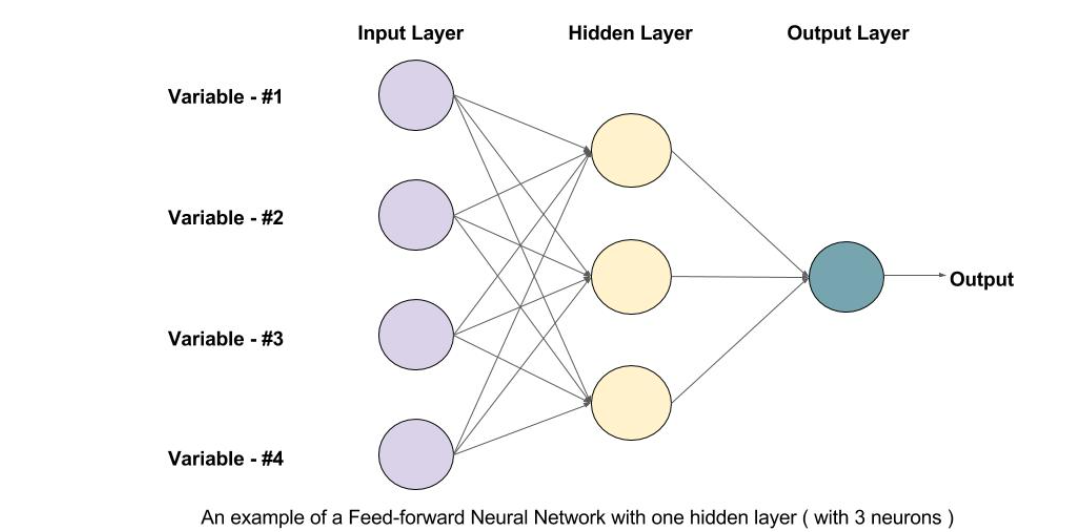 Input Layer
Hidden Layer
Output Layer
Variable - #1
Variable - #2
Variable - #3
Variable - #4
Output
An example of a Feed-forward Neural Network with one hidden layer ( with 3 neurons )